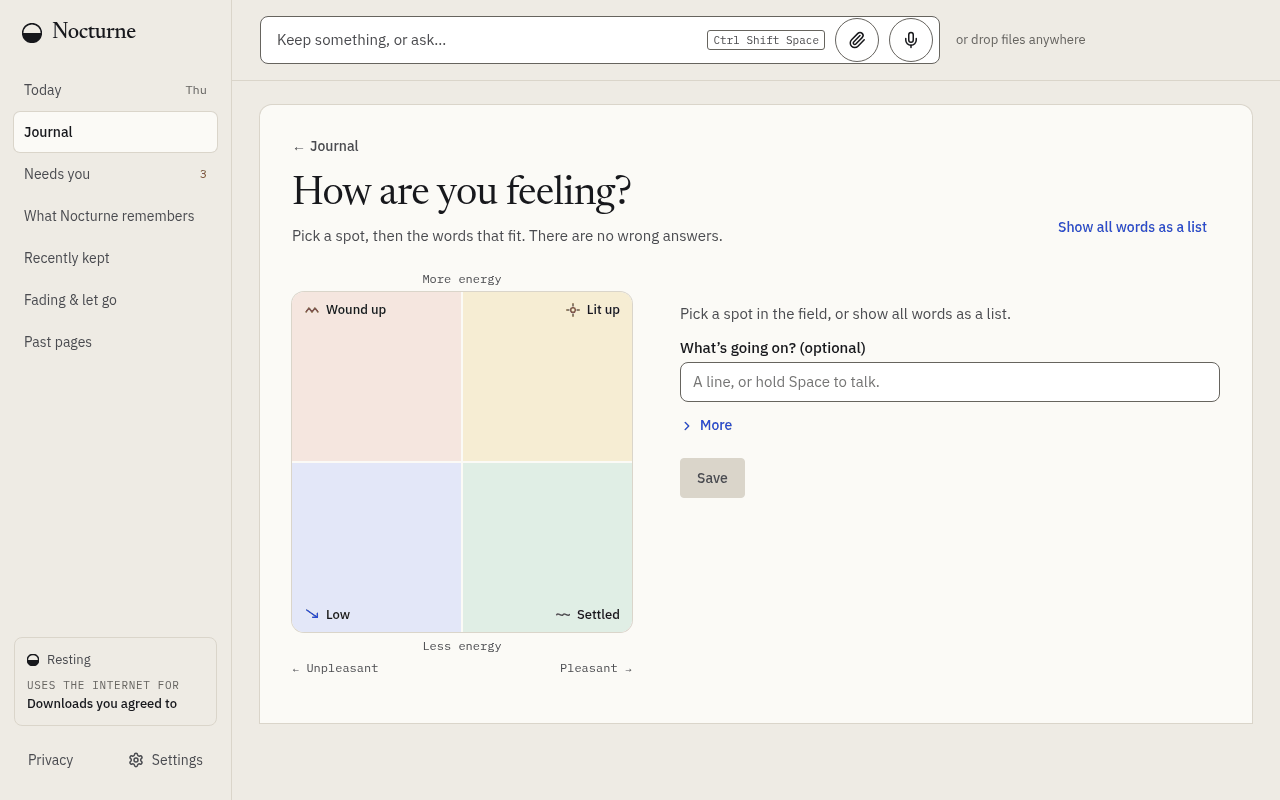 Nocturne
Keep something, or ask...
Ctrl Shift Space
or drop files anywhere
Today
Thu
Journal
Needs you
3
What Nocturne remembers
Recently kept
Fading & let go
Past pages
← Journal
How are you feeling?
Pick a spot, then the words that fit. There are no wrong answers.
Show all words as a list
More energy
Wound up
Lit up
Low
Settled
Less energy
← Unpleasant
Pleasant →
Pick a spot in the field, or show all words as a list.
What’s going on? (optional)
A line, or hold Space to talk.
More
Save
Resting
USES THE INTERNET FOR
Downloads you agreed to
Privacy
Settings